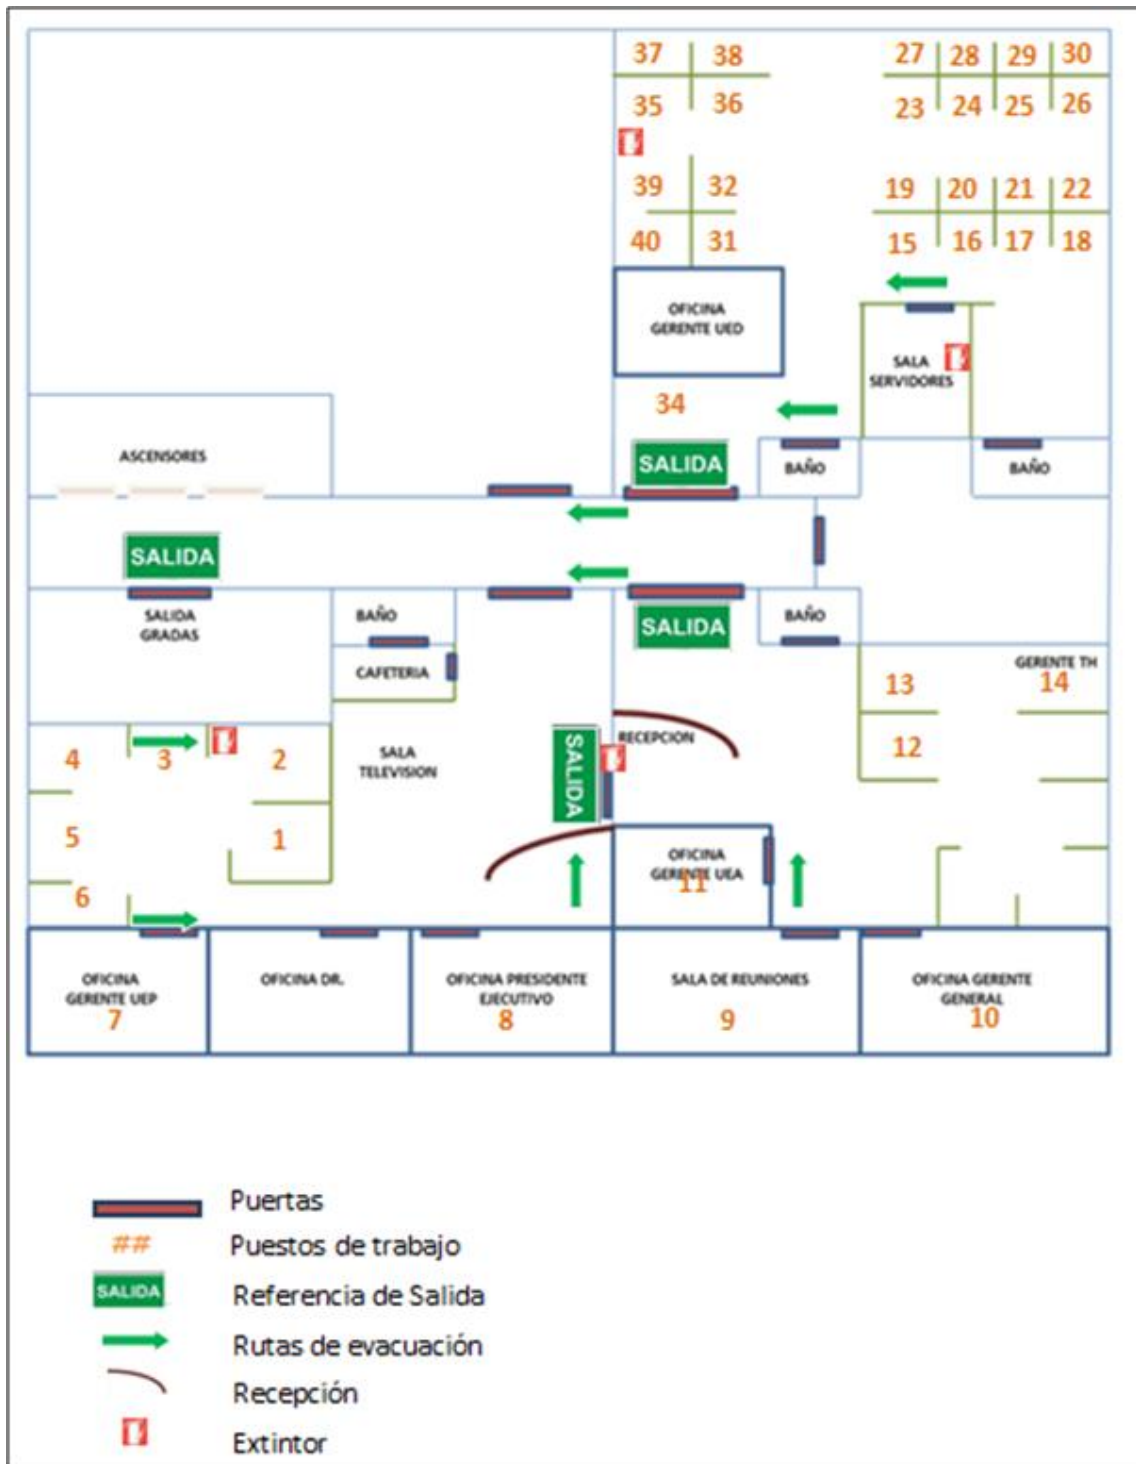 37 38 27 28 29 30
35 36 23 24 25 26
39 32 19 20 21 22
40 31 15 16 17 18
OFICINA
GERENTE UED
SALA
SERVIDORES
34
ASCENSORES
SALIDA
BAÑO
BAÑO
SALIDA
SALIDA
GRADAS
BAÑO
SALIDA
BAÑO
CAFETERIA
GERENTE TH
13 14
4 3 2
SALA
TELEVISION
SALIDA
RECEPCION
12
5 1
6
OFICINA
GERENTE UEA
11
OFICINA
GERENTE UEP
7
OFICINA DR.
OFICINA PRESIDENTE
EJECUTIVO
8
SALA DE REUNIONES
9
OFICINA GERENTE
GENERAL
10
Puertas
## Puestos de trabajo
SALIDA Referencia de Salida
Rutas de evacuación
Recepción
Extintor